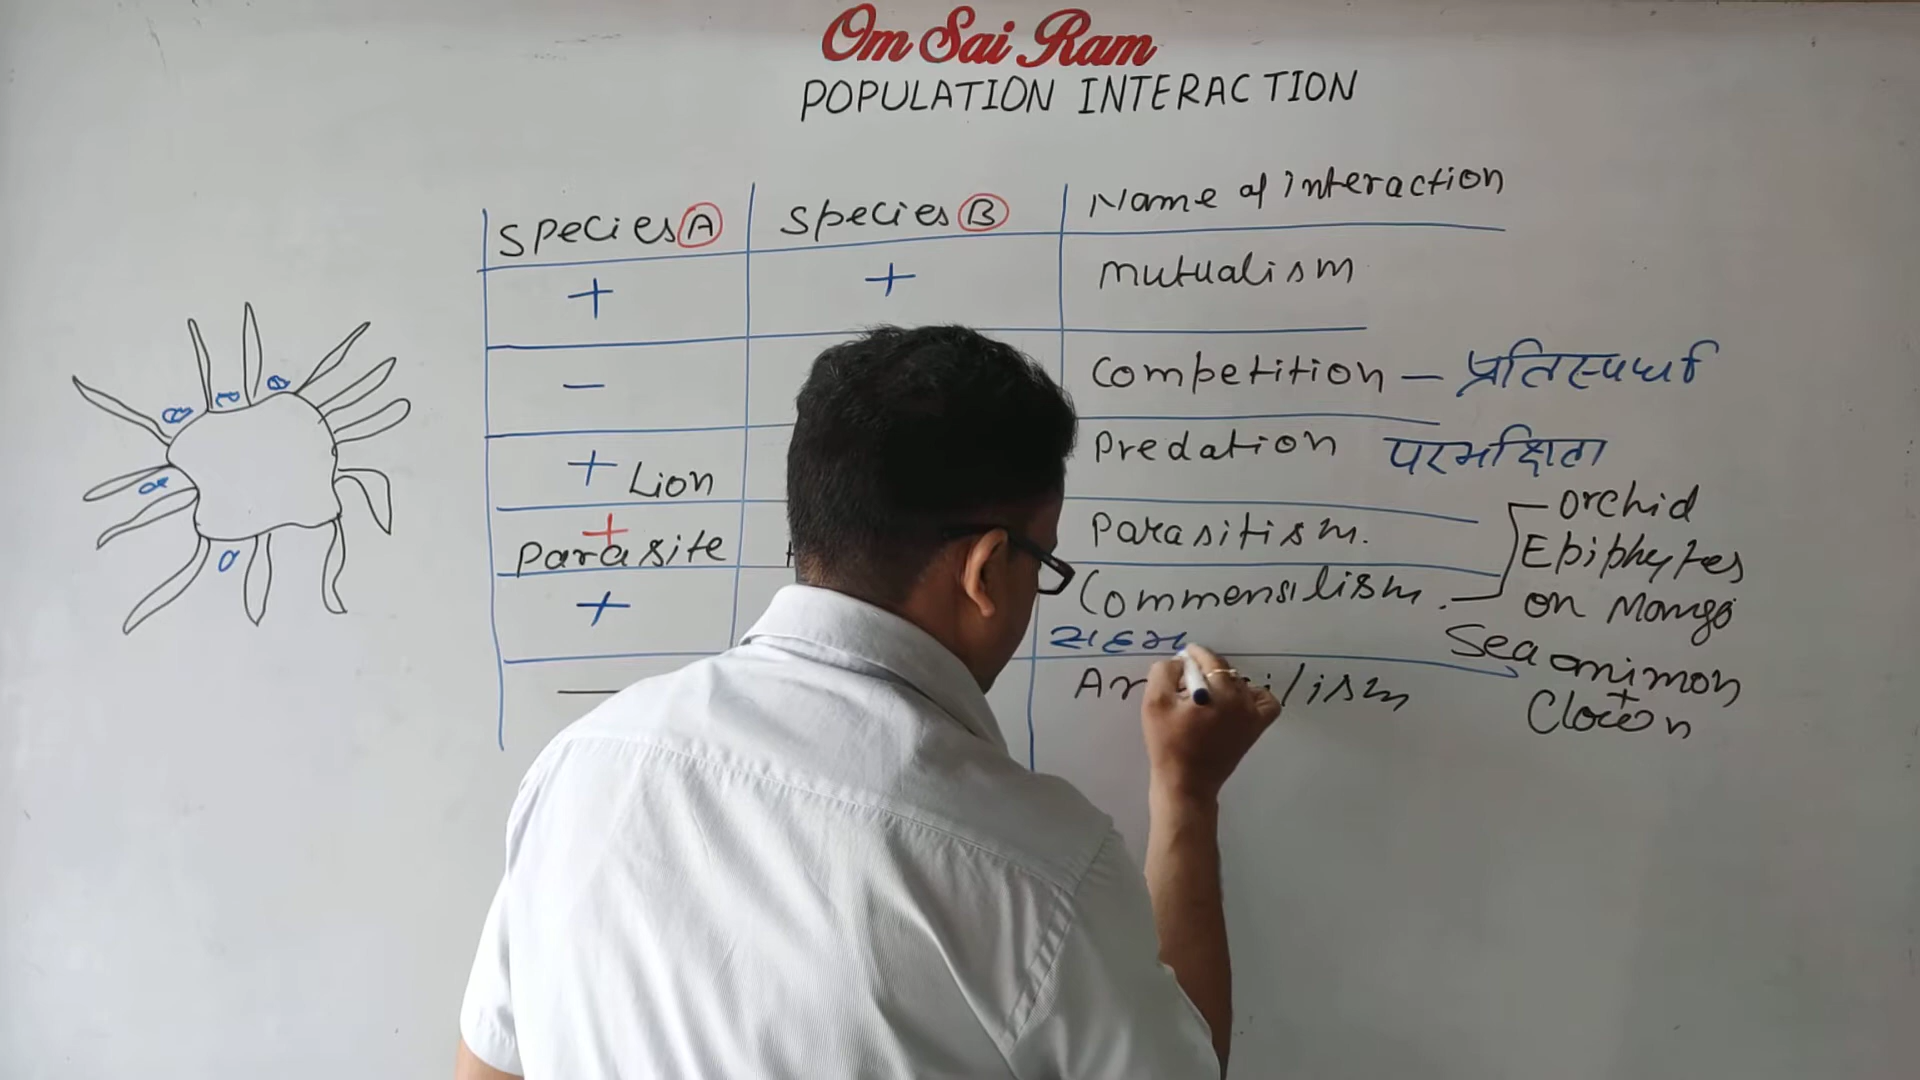 Om Sai Ram
POPULATION INTERACTION
Species A Species B Name of interaction
+ + Mutualism
− Competition – प्रतिस्पर्धा
+ Lion Predation परभक्षिता
+
Parasite Parasitism.
+ Commensilism.
सहभ
—
Orchid
Epiphytes
on Mango
Sea animon
+
Clown